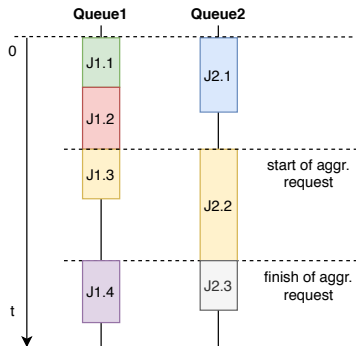 Queue1
Queue2
0
J1.1
J2.1
J1.2
J1.3
start of aggr.
request
J2.2
J1.4
J2.3
finish of aggr.
request
t